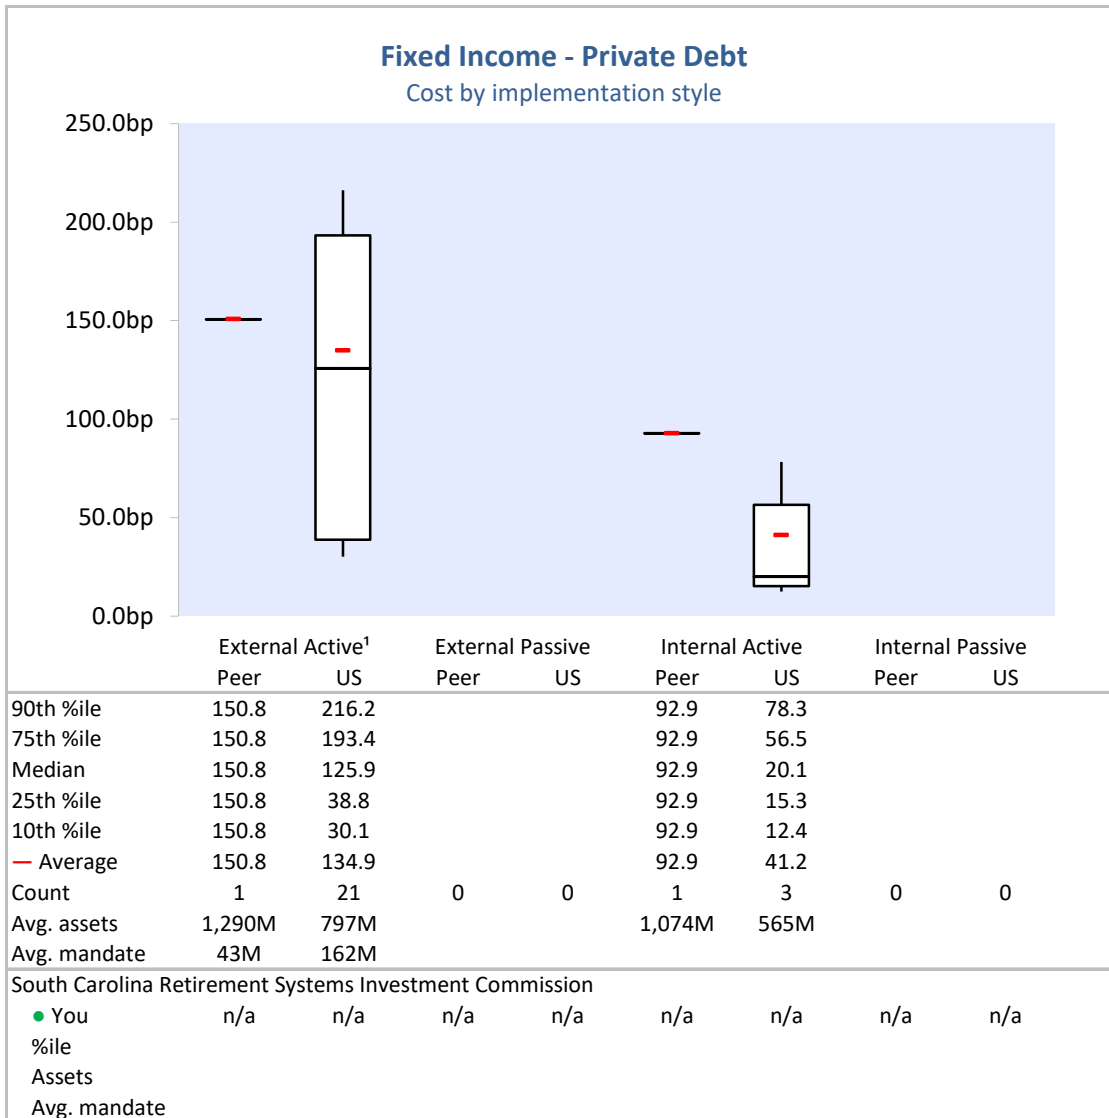 Fixed Income - Private Debt
Cost by implementation style
250.0bp
200.0bp
150.0bp
100.0bp
50.0bp
0.0bp
External Active¹ External Passive Internal Active Internal Passive
Peer US Peer US Peer US Peer US
90th %ile 150.8 216.2 92.9 78.3
75th %ile 150.8 193.4 92.9 56.5
Median 150.8 125.9 92.9 20.1
25th %ile 150.8 38.8 92.9 15.3
10th %ile 150.8 30.1 92.9 12.4
— Average 150.8 134.9 92.9 41.2
Count 1 21 0 0 1 3 0 0
Avg. assets 1,290M 797M 1,074M 565M
Avg. mandate 43M 162M
South Carolina Retirement Systems Investment Commission
● You n/a n/a n/a n/a n/a n/a n/a n/a
%ile
Assets
Avg. mandate